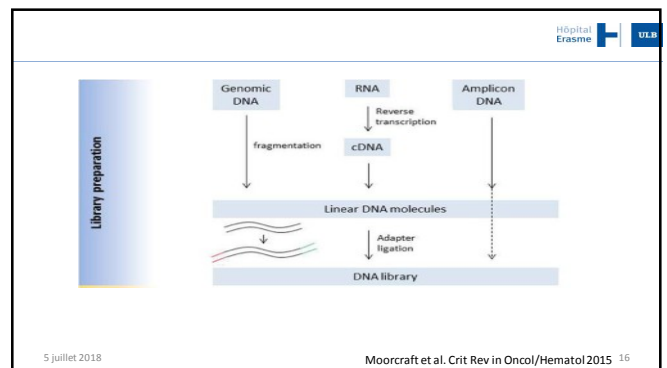 Hôpital
Erasme
ULB
Library preparation
Genomic
DNA
RNA
Amplicon
DNA
Reverse
transcription
fragmentation
cDNA
Linear DNA molecules
Adapter
ligation
DNA library
5 juillet 2018
Moorcraft et al. Crit Rev in Oncol/Hematol 2015
16